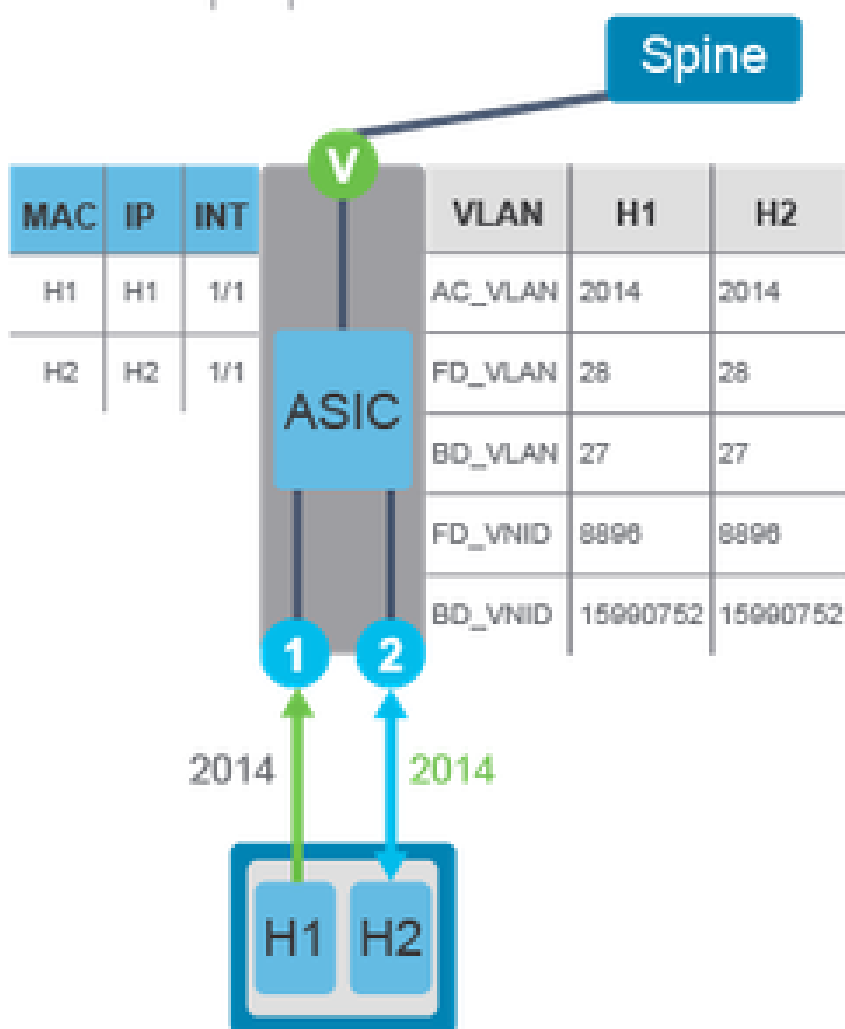 Spine
V
MAC IP INT
H1 H1 1/1
H2 H2 1/1
ASIC
VLAN H1 H2
AC_VLAN 2014 2014
FD_VLAN 28 28
BD_VLAN 27 27
FD_VNID 8896 8896
BD_VNID 15990752 15990752
1 2
2014 2014
H1 H2